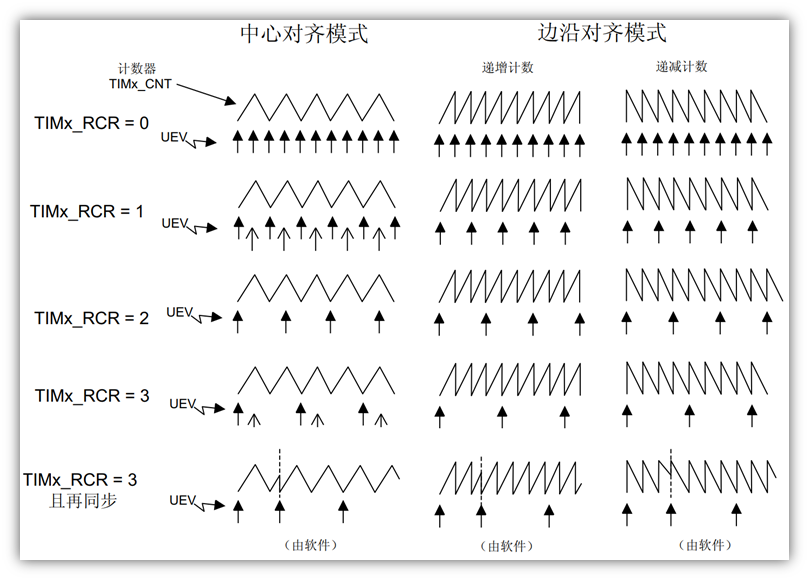 中心对齐模式
边沿对齐模式
计数器
TIMx_CNT
递增计数
递减计数
TIMx_RCR = 0
UEV
TIMx_RCR = 1
UEV
TIMx_RCR = 2
UEV
TIMx_RCR = 3
UEV
TIMx_RCR = 3
且再同步
UEV
(由软件)
(由软件)
(由软件)